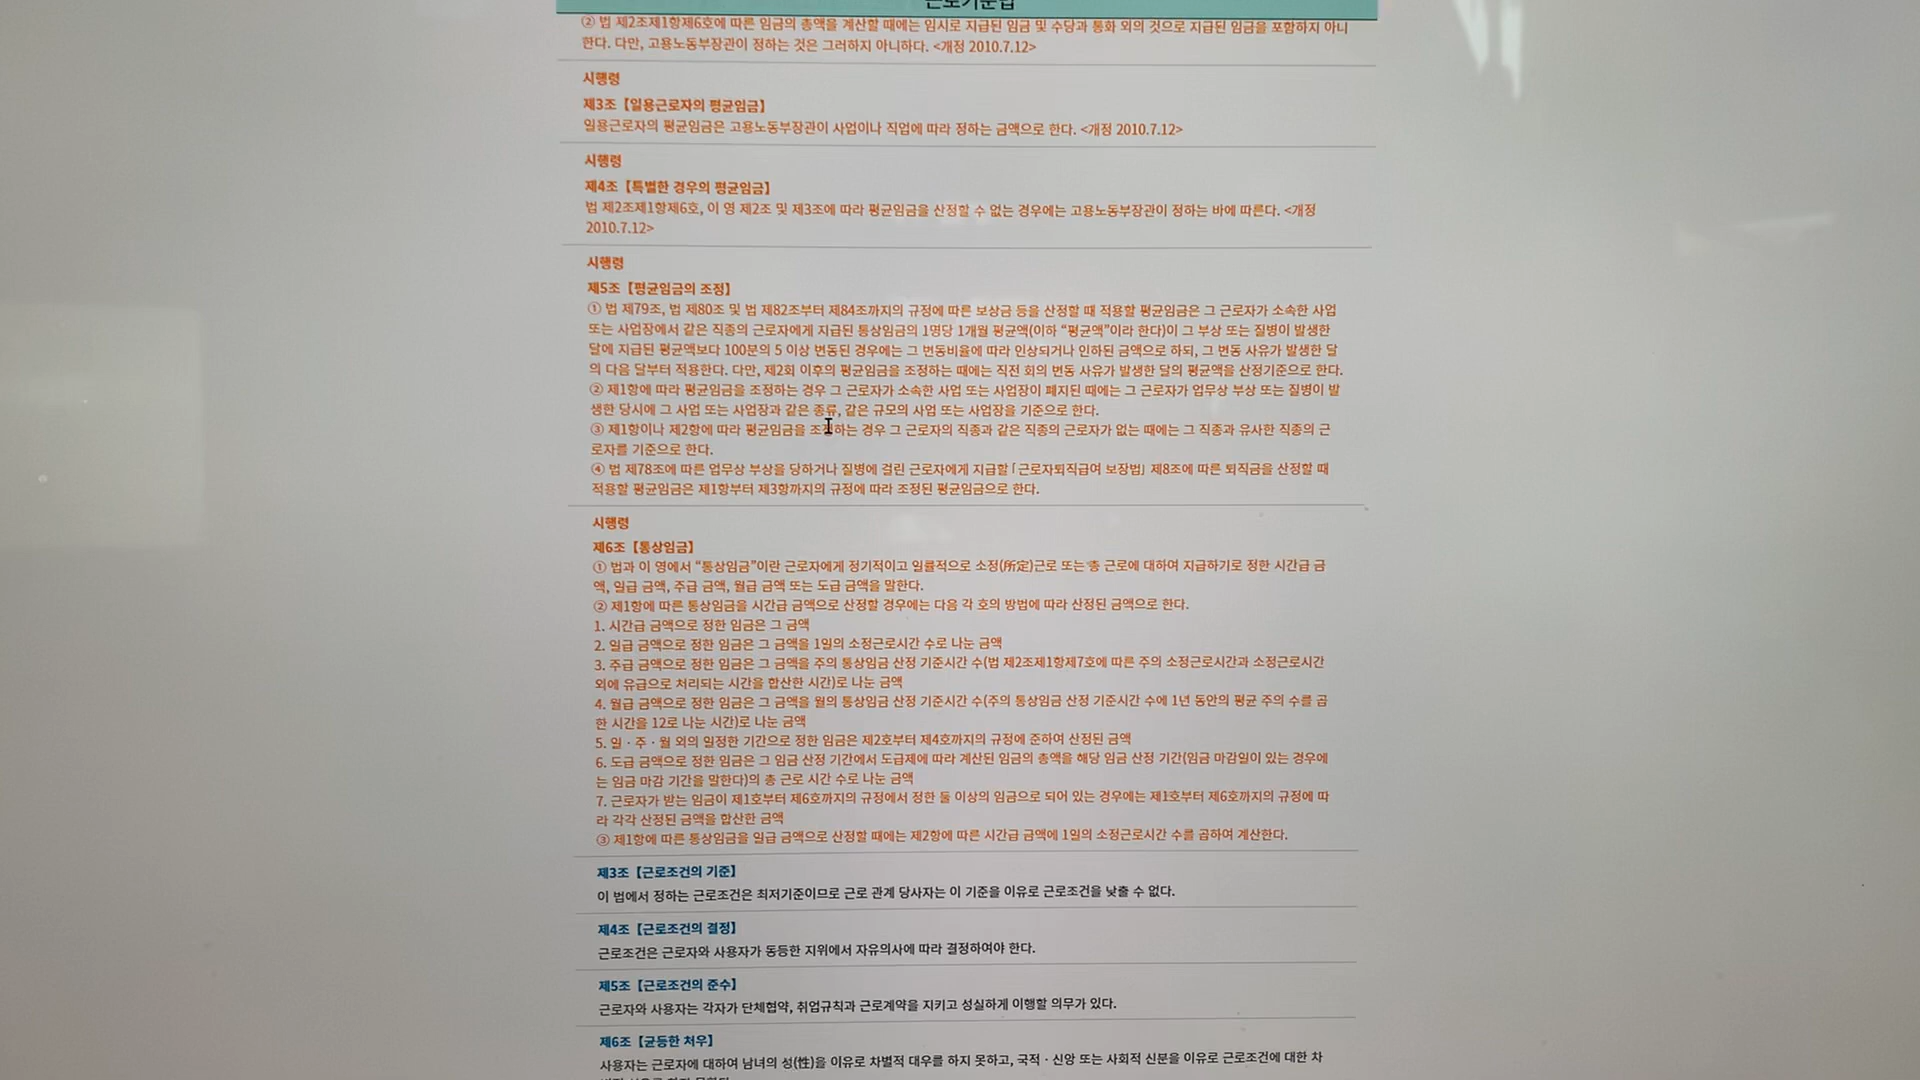 근로기준법
② 법 제2조제1항제6호에 따른 임금의 총액을 계산할 때에는 임시로 지급된 임금 및 수당과 통화 외의 것으로 지급된 임금을 포함하지 아니
한다. 다만, 고용노동부장관이 정하는 것은 그러하지 아니하다. <개정 2010.7.12>
시행령
제3조【일용근로자의 평균임금】
일용근로자의 평균임금은 고용노동부장관이 사업이나 직업에 따라 정하는 금액으로 한다. <개정 2010.7.12>
시행령
제4조【특별한 경우의 평균임금】
법 제2조제1항제6호, 이 영 제2조 및 제3조에 따라 평균임금을 산정할 수 없는 경우에는 고용노동부장관이 정하는 바에 따른다. <개정
2010.7.12>
시행령
제5조【평균임금의 조정】
① 법 제79조, 법 제80조 및 법 제82조부터 제84조까지의 규정에 따른 보상금 등을 산정할 때 적용할 평균임금은 그 근로자가 소속한 사업
또는 사업장에서 같은 직종의 근로자에게 지급된 통상임금의 1명당 1개월 평균액(이하 “평균액”이라 한다)이 그 부상 또는 질병이 발생한
달에 지급된 평균액보다 100분의 5 이상 변동된 경우에는 그 변동비율에 따라 인상되거나 인하된 금액으로 하되, 그 변동 사유가 발생한 달
의 다음 달부터 적용한다. 다만, 제2회 이후의 평균임금을 조정하는 때에는 직전 회의 변동 사유가 발생한 달의 평균액을 산정기준으로 한다.
② 제1항에 따라 평균임금을 조정하는 경우 그 근로자가 소속한 사업 또는 사업장이 폐지된 때에는 그 근로자가 업무상 부상 또는 질병이 발
생한 당시에 그 사업 또는 사업장과 같은 종류, 같은 규모의 사업 또는 사업장을 기준으로 한다.
③ 제1항이나 제2항에 따라 평균임금을 조정하는 경우 그 근로자의 직종과 같은 직종의 근로자가 없는 때에는 그 직종과 유사한 직종의 근
로자를 기준으로 한다.
④ 법 제78조에 따른 업무상 부상을 당하거나 질병에 걸린 근로자에게 지급할 「근로자퇴직급여 보장법」 제8조에 따른 퇴직금을 산정할 때
적용할 평균임금은 제1항부터 제3항까지의 규정에 따라 조정된 평균임금으로 한다.
시행령
제6조【통상임금】
① 법과 이 영에서 “통상임금”이란 근로자에게 정기적이고 일률적으로 소정(所定)근로 또는 총 근로에 대하여 지급하기로 정한 시간급 금
액, 일급 금액, 주급 금액, 월급 금액 또는 도급 금액을 말한다.
② 제1항에 따른 통상임금을 시간급 금액으로 산정할 경우에는 다음 각 호의 방법에 따라 산정된 금액으로 한다.
1. 시간급 금액으로 정한 임금은 그 금액
2. 일급 금액으로 정한 임금은 그 금액을 1일의 소정근로시간 수로 나눈 금액
3. 주급 금액으로 정한 임금은 그 금액을 주의 통상임금 산정 기준시간 수(법 제2조제1항제7호에 따른 주의 소정근로시간과 소정근로시간
외에 유급으로 처리되는 시간을 합산한 시간)로 나눈 금액
4. 월급 금액으로 정한 임금은 그 금액을 월의 통상임금 산정 기준시간 수(주의 통상임금 산정 기준시간 수에 1년 동안의 평균 주의 수를 곱
한 시간을 12로 나눈 시간)로 나눈 금액
5. 일 · 주 · 월 외의 일정한 기간으로 정한 임금은 제2호부터 제4호까지의 규정에 준하여 산정된 금액
6. 도급 금액으로 정한 임금은 그 임금 산정 기간에서 도급제에 따라 계산된 임금의 총액을 해당 임금 산정 기간(임금 마감일이 있는 경우에
는 임금 마감 기간을 말한다)의 총 근로 시간 수로 나눈 금액
7. 근로자가 받는 임금이 제1호부터 제6호까지의 규정에서 정한 둘 이상의 임금으로 되어 있는 경우에는 제1호부터 제6호까지의 규정에 따
라 각각 산정된 금액을 합산한 금액
③ 제1항에 따른 통상임금을 일급 금액으로 산정할 때에는 제2항에 따른 시간급 금액에 1일의 소정근로시간 수를 곱하여 계산한다.
제3조【근로조건의 기준】
이 법에서 정하는 근로조건은 최저기준이므로 근로 관계 당사자는 이 기준을 이유로 근로조건을 낮출 수 없다.
제4조【근로조건의 결정】
근로조건은 근로자와 사용자가 동등한 지위에서 자유의사에 따라 결정하여야 한다.
제5조【근로조건의 준수】
근로자와 사용자는 각자가 단체협약, 취업규칙과 근로계약을 지키고 성실하게 이행할 의무가 있다.
제6조【균등한 처우】
사용자는 근로자에 대하여 남녀의 성(性)을 이유로 차별적 대우를 하지 못하고, 국적 · 신앙 또는 사회적 신분을 이유로 근로조건에 대한 차